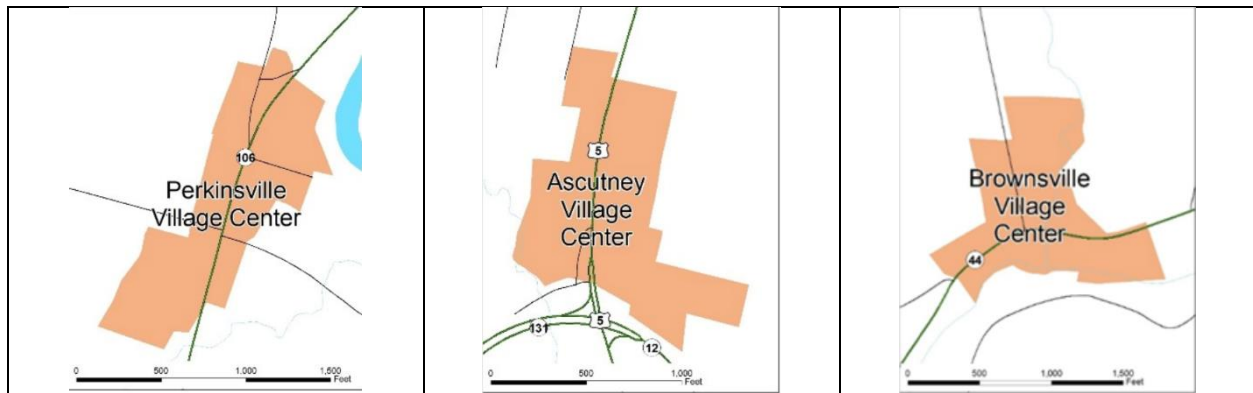 106
Perkinsville
Village Center
0 500 1,000 1,500
Feet
5
Ascutney
Village
Center
131
5
12
0 500 1,000
Feet
Brownsville
Village
Center
44
0 500 1,000 1,500
Feet